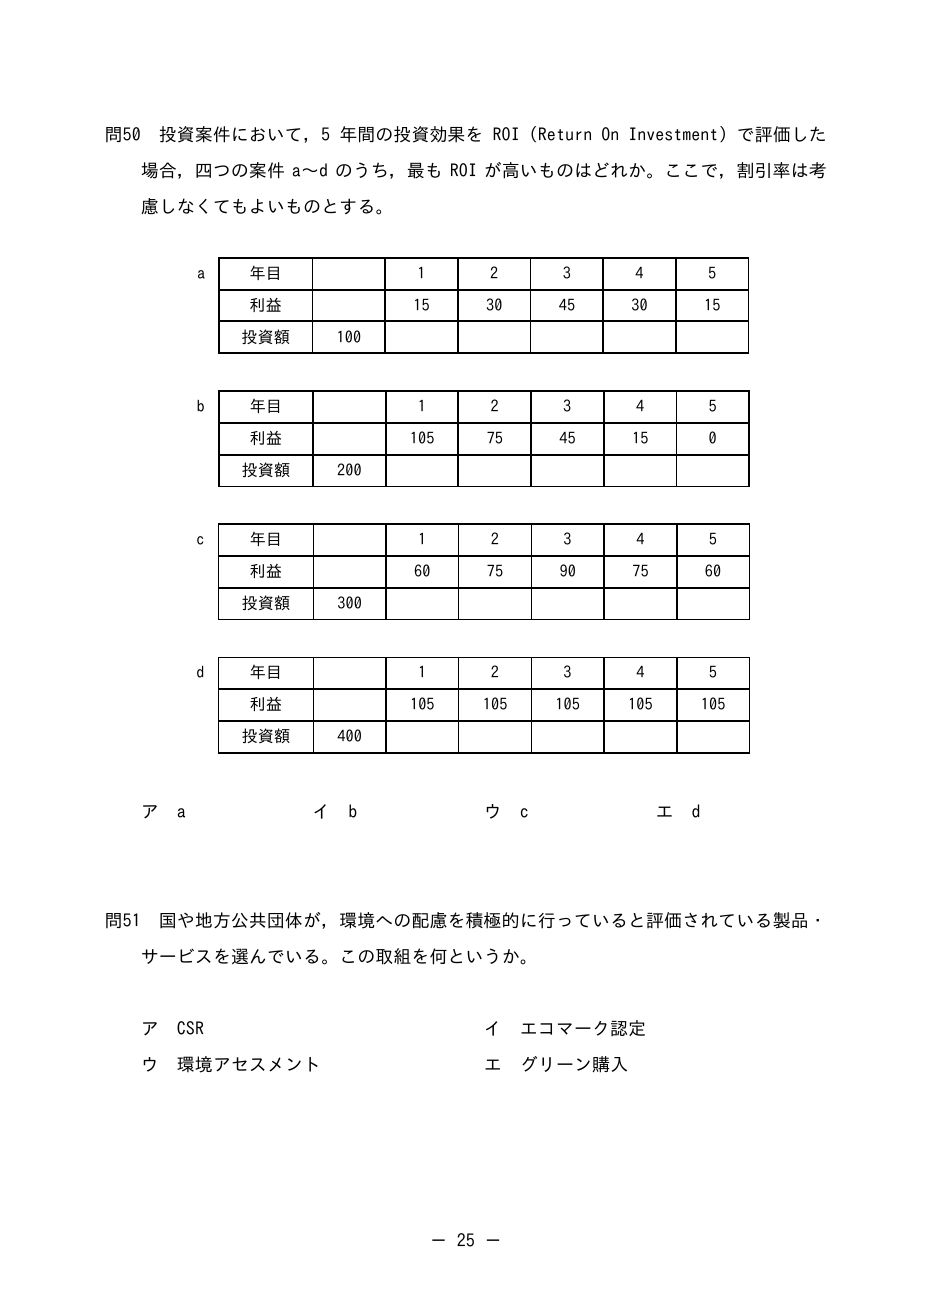 問50 投資案件において，5 年間の投資効果を ROI（Return On Investment）で評価した
場合，四つの案件 a～d のうち，最も ROI が高いものはどれか。ここで，割引率は考
慮しなくてもよいものとする。
a 年目 1 2 3 4 5
利益 15 30 45 30 15
投資額 100
b 年目 1 2 3 4 5
利益 105 75 45 15 0
投資額 200
c 年目 1 2 3 4 5
利益 60 75 90 75 60
投資額 300
d 年目 1 2 3 4 5
利益 105 105 105 105 105
投資額 400
ア a イ b ウ c エ d
問51 国や地方公共団体が，環境への配慮を積極的に行っていると評価されている製品・
サービスを選んでいる。この取組を何というか。
ア CSR イ エコマーク認定
ウ 環境アセスメント エ グリーン購入
－ 25 －